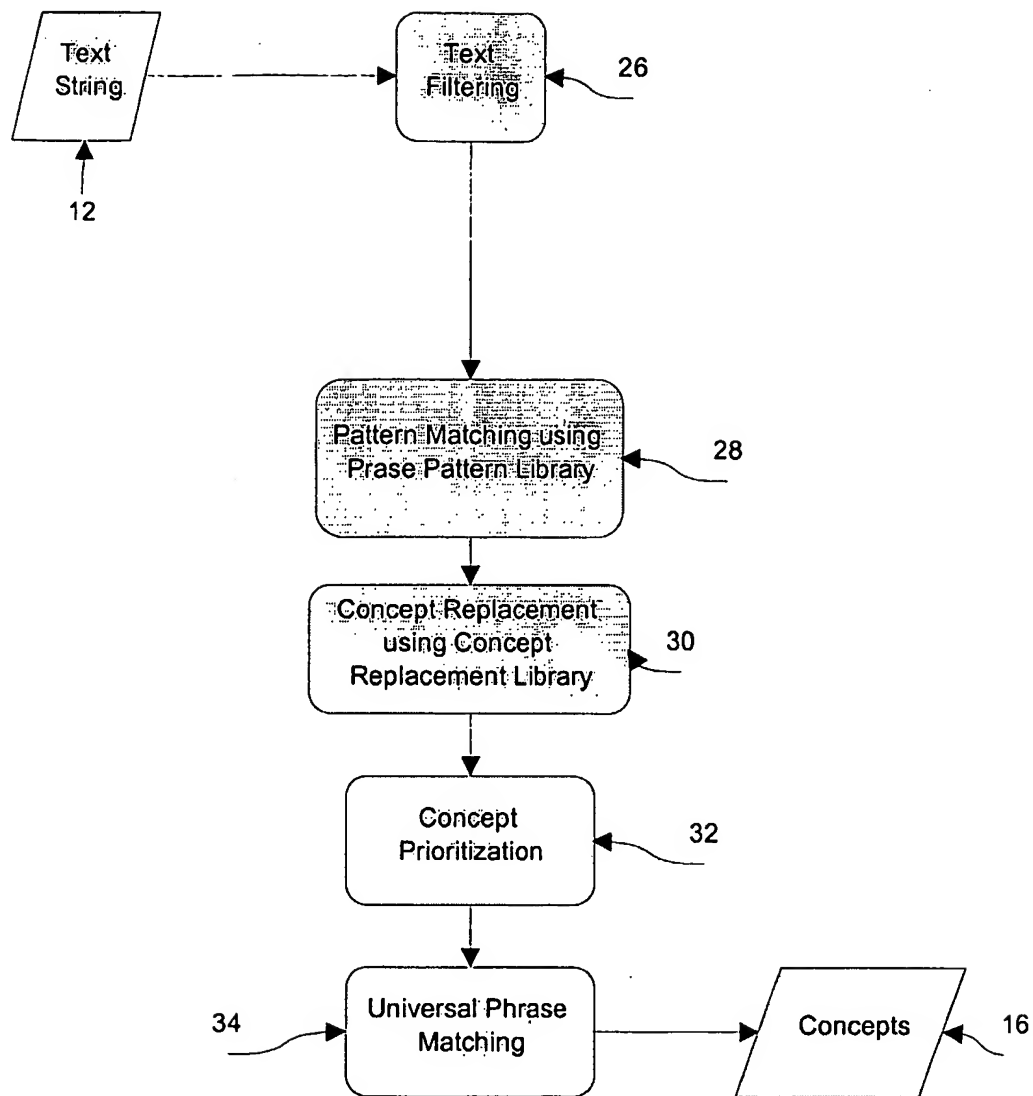 Text
String
12
Text
Filtering
26
Pattern Matching using
Prase Pattern Library
28
Concept Replacement
using Concept
Replacement Library
30
Concept
Prioritization
32
34
Universal Phrase
Matching
Concepts
16